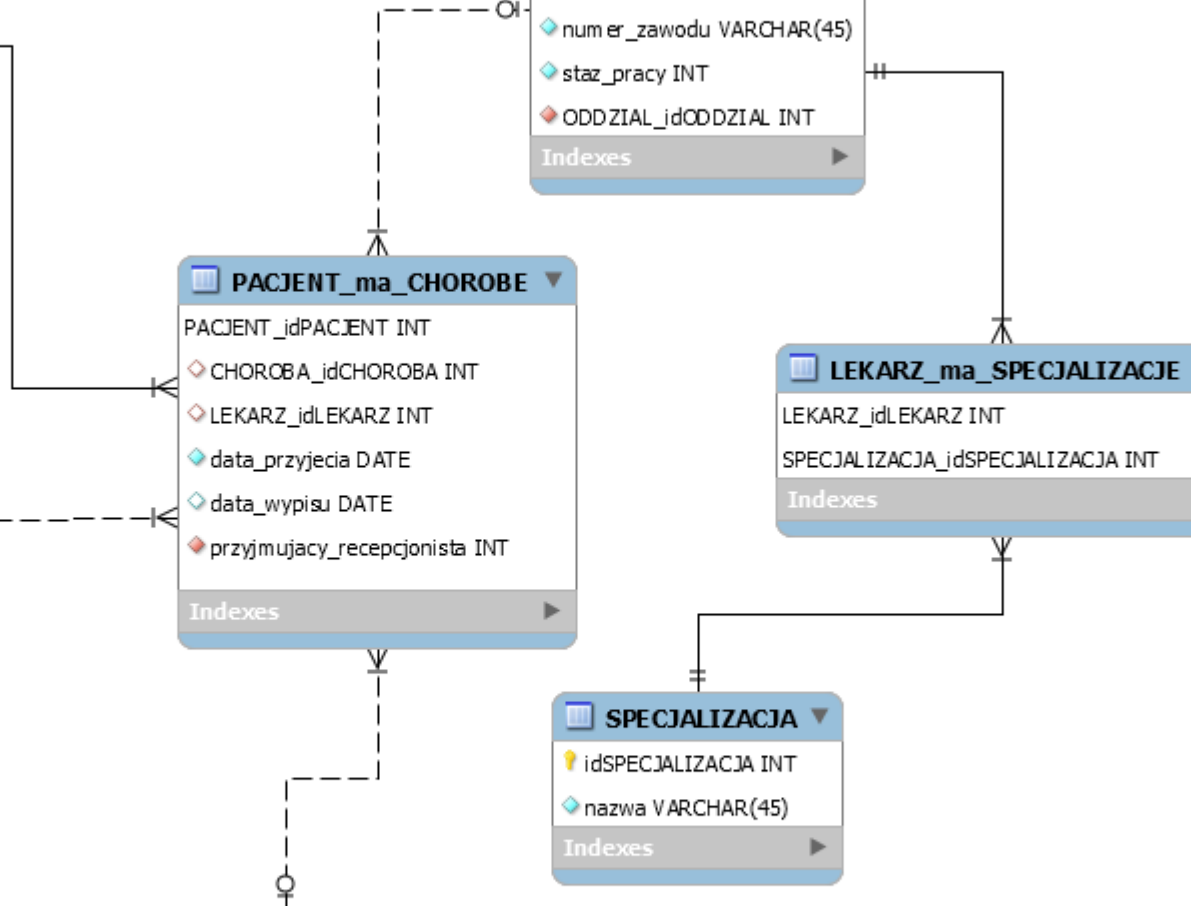 numer_zawodu VARCHAR(45)
staz_pracy INT
ODDZIAL_idODDZIAL INT
Indexes
PACJENT_ma_CHOROBE
PACJENT_idPACJENT INT
CHOROBA_idCHOROBA INT
LEKARZ_idLEKARZ INT
data_przyjecia DATE
data_wypisu DATE
przyjmujacy_recepcjonista INT
Indexes
LEKARZ_ma_SPECJALIZACJE
LEKARZ_idLEKARZ INT
SPECJALIZACJA_idSPECJALIZACJA INT
Indexes
SPECJALIZACJA
idSPECJALIZACJA INT
nazwa VARCHAR(45)
Indexes